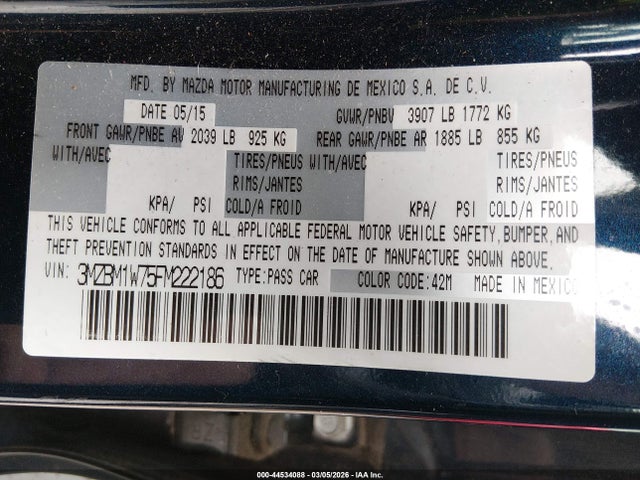 MFD. BY MAZDA MOTOR MANUFACTURING DE MEXICO S.A. DE C.V.
DATE 05/15 GVWR/PNBV 3907 LB 1772 KG
FRONT GAWR/PNBE AV 2039 LB 925 KG REAR GAWR/PNBE AR 1885 LB 855 KG
WITH/AVEC TIRES/PNEUS WITH/AVEC TIRES/PNEUS
RIMS/JANTES RIMS/JANTES
KPA/ PSI COLD/A FROID KPA/ PSI COLD/A FROID
THIS VEHICLE CONFORMS TO ALL APPLICABLE FEDERAL MOTOR VEHICLE SAFETY, BUMPER, AND
THEFT PREVENTION STANDARDS IN EFFECT ON THE DATE OF MANUFACTURE SHOWN ABOVE.
VIN: 3MZBM1W75FM222186 TYPE:PASS CAR COLOR CODE:42M MADE IN MEXICO
000-44534088 | 03/05/2026 | IAA Inc.